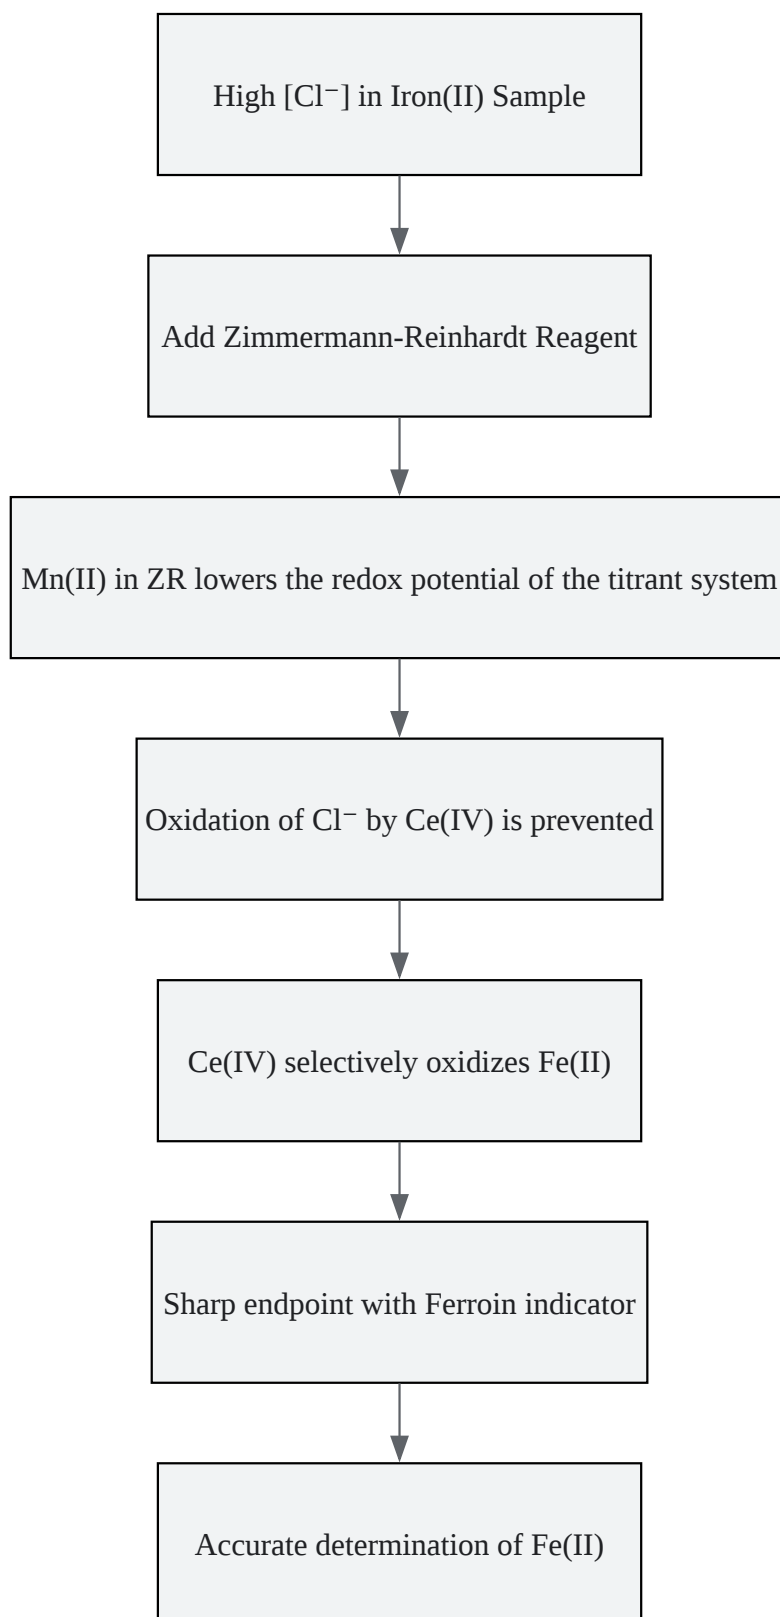 High [Cl⁻] in Iron(II) Sample
Add Zimmermann-Reinhardt Reagent
Mn(II) in ZR lowers the redox potential of the titrant system
Oxidation of Cl⁻ by Ce(IV) is prevented
Ce(IV) selectively oxidizes Fe(II)
Sharp endpoint with Ferroin indicator
Accurate determination of Fe(II)